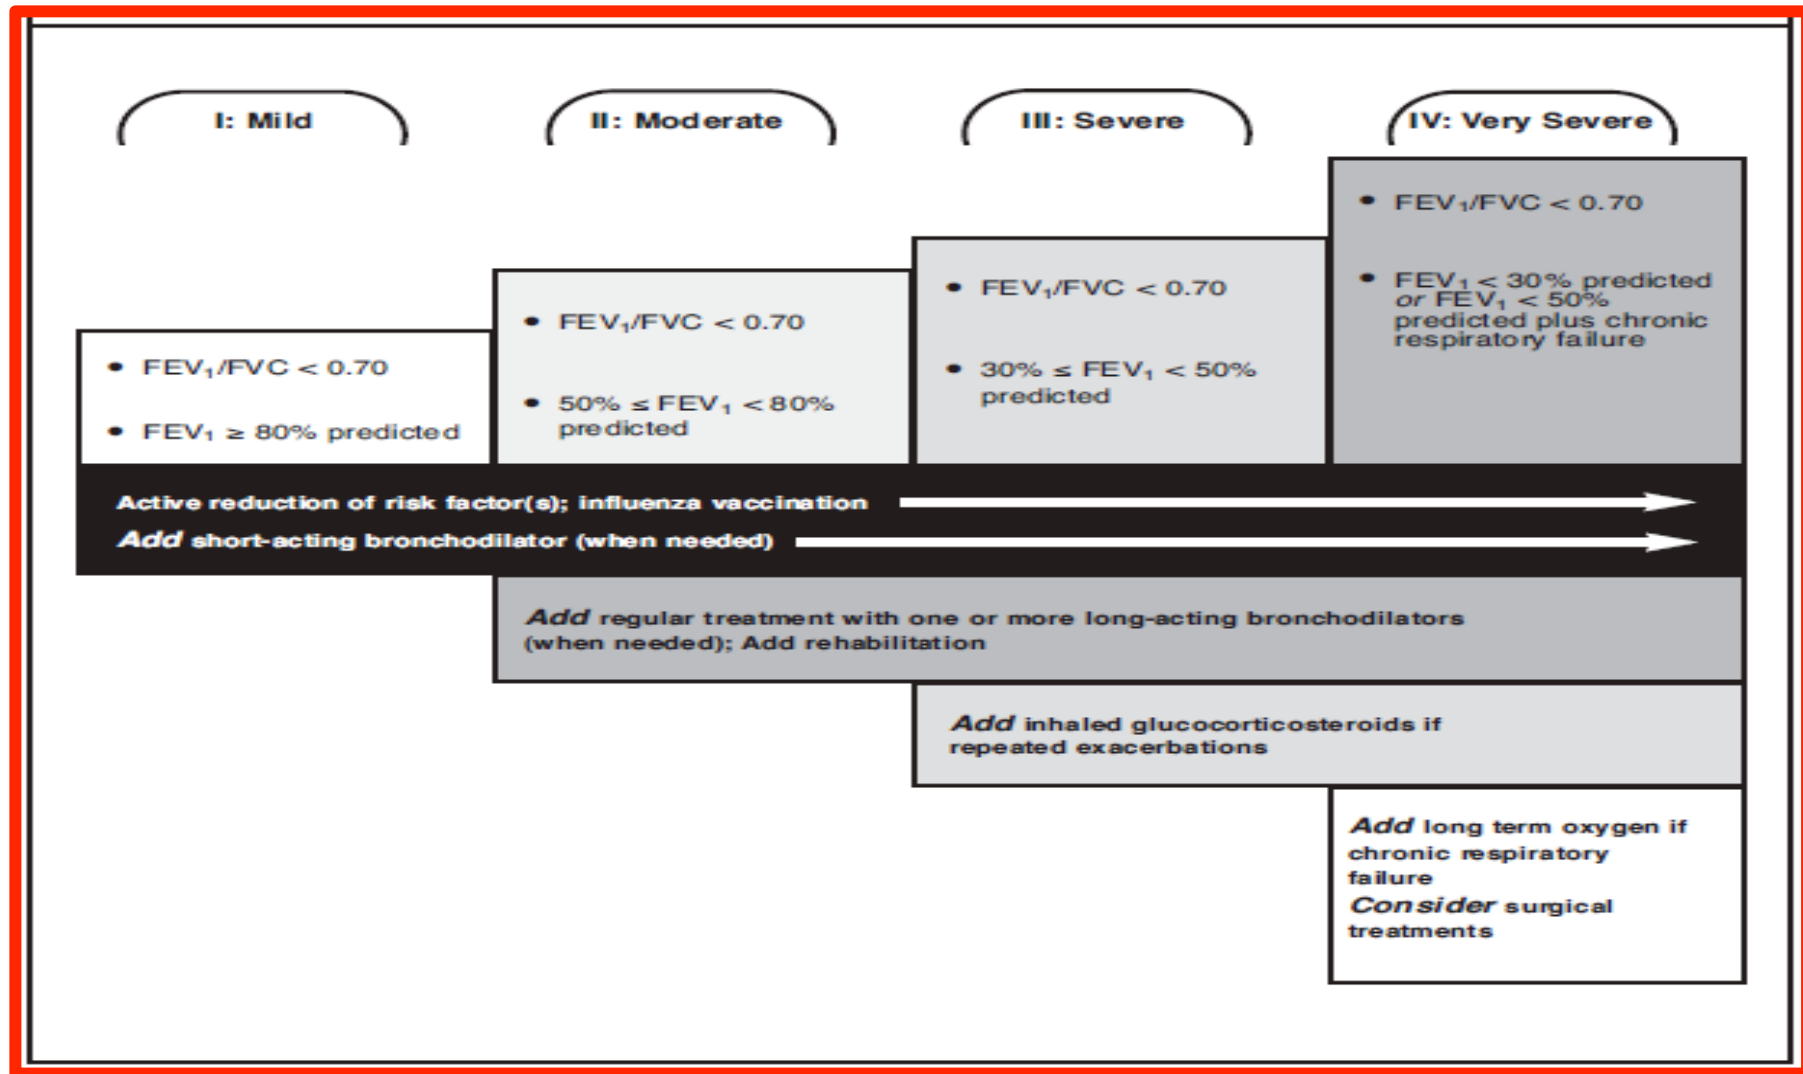 I: Mild
II: Moderate
III: Severe
IV: Very Severe
• FEV₁/FVC < 0.70
• FEV₁ ≥ 80% predicted
• FEV₁/FVC < 0.70
• 50% ≤ FEV₁ < 80%
predicted
• FEV₁/FVC < 0.70
• 30% ≤ FEV₁ < 50%
predicted
• FEV₁/FVC < 0.70
• FEV₁ < 30% predicted
or FEV₁ < 50%
predicted plus chronic
respiratory failure
Active reduction of risk factor(s); influenza vaccination
Add short-acting bronchodilator (when needed)
Add regular treatment with one or more long-acting bronchodilators
(when needed); Add rehabilitation
Add inhaled glucocorticosteroids if
repeated exacerbations
Add long term oxygen if
chronic respiratory
failure
Consider surgical
treatments